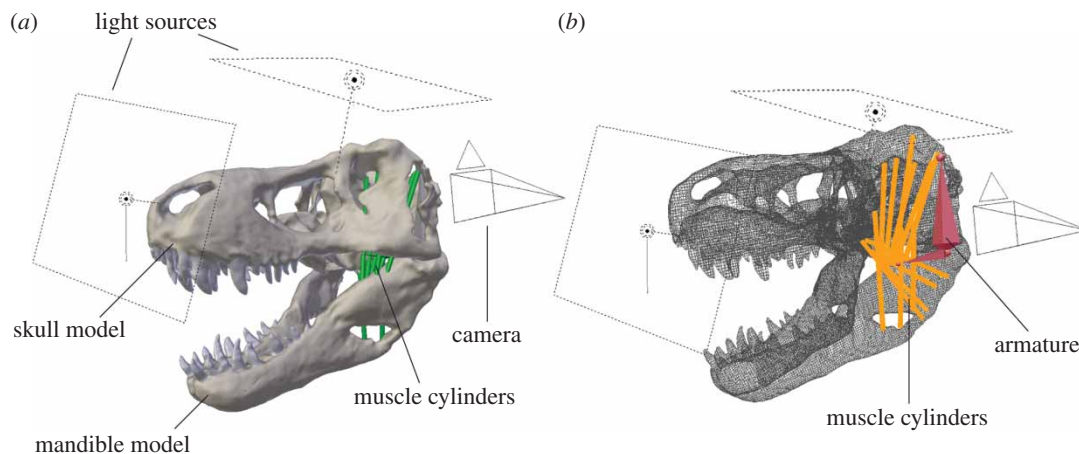 (a)
light sources
(b)
skull model
camera
armature
muscle cylinders
muscle cylinders
mandible model